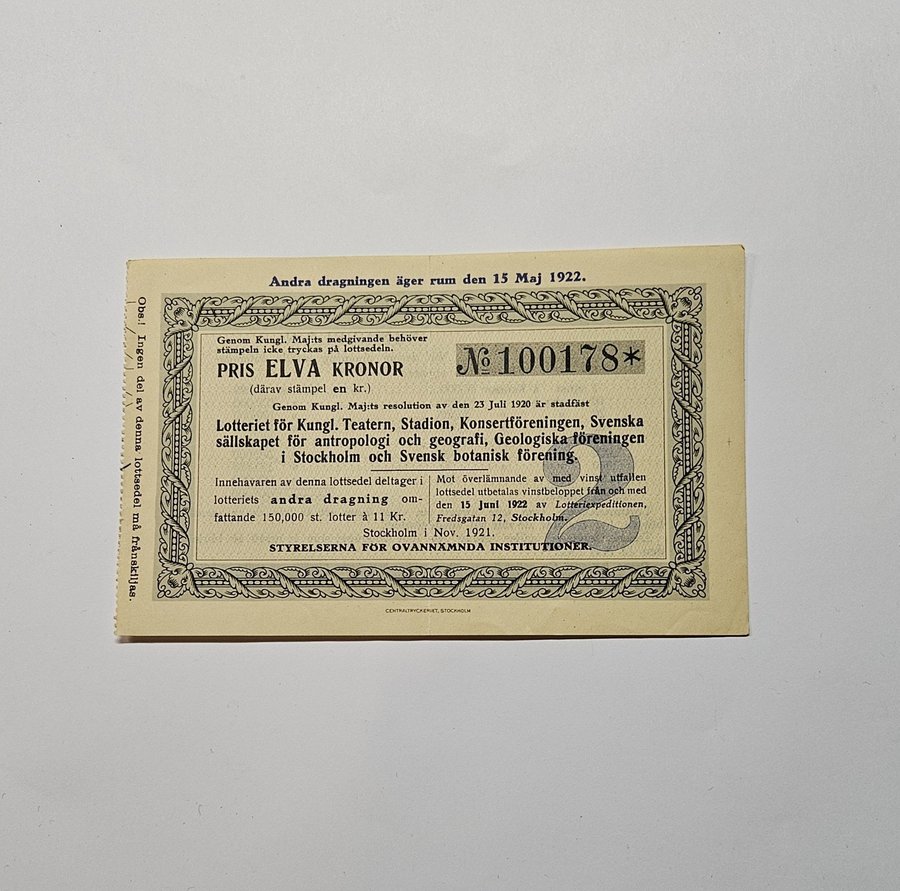 Andra dragningen äger rum den 15 Maj 1922.
Genom Kungl. Maj:ts medgivande behöver
stämpeln icke tryckas på lottsedeln.
PRIS ELVA KRONOR
(därav stämpel en kr.)
No 100178*
Genom Kungl. Maj:ts resolution av den 23 Juli 1920 är stadfäst
Lotteriet för Kungl. Teatern, Stadion, Konsertföreningen, Svenska
sällskapet för antropologi och geografi, Geologiska föreningen
i Stockholm och Svensk botanisk förening.
Innehavaren av denna lottsedel deltager i
lotteriets andra dragning om-
fattande 150,000 st. lotter à 11 Kr.
Mot överlämnande av med vinst utfallen
lottsedel utbetalas vinstbeloppet från och med
den 15 juni 1922 av Lotteriexpeditionen,
Fredsgatan 12, Stockholm.
2
Stockholm i Nov. 1921.
STYRELSERNA FÖR OVANNÄMNDA INSTITUTIONER.
CENTRALTRYCKERIET, STOCKHOLM
Obs.! Ingen del av denna lottsedel må frånskiljas.